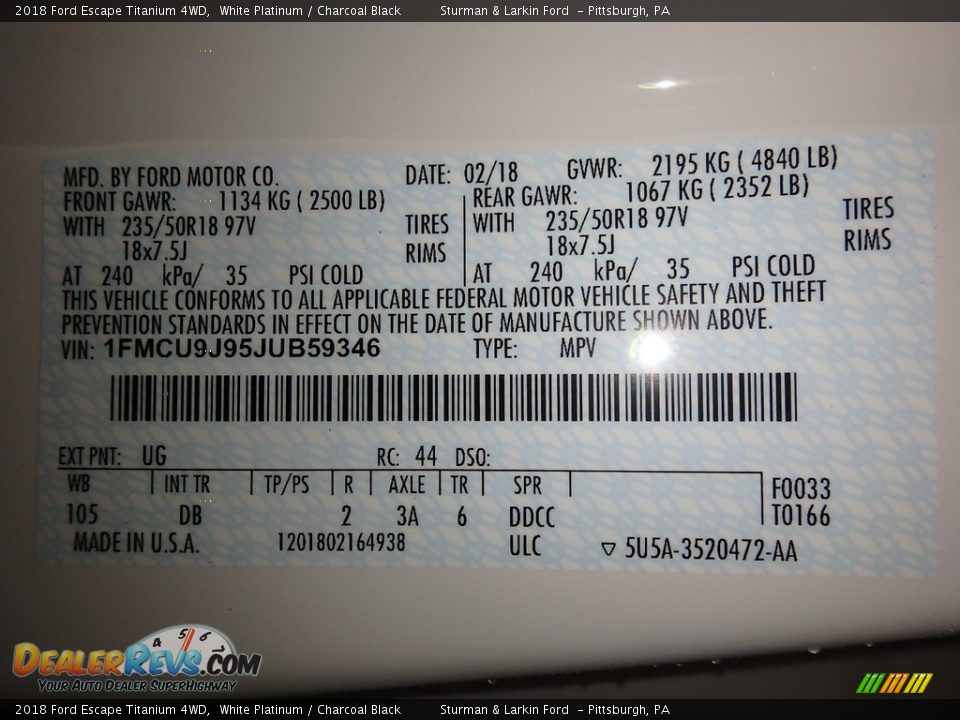 2018 Ford Escape Titanium 4WD, White Platinum / Charcoal Black Sturman & Larkin Ford - Pittsburgh, PA
MFD. BY FORD MOTOR CO. DATE: 02/18 GVWR: 2195 KG ( 4840 LB)
FRONT GAWR: 1134 KG ( 2500 LB) REAR GAWR: 1067 KG ( 2352 LB)
WITH 235/50R18 97V TIRES WITH 235/50R18 97V TIRES
18x7.5J RIMS 18x7.5J RIMS
AT 240 kPa/ 35 PSI COLD AT 240 kPa/ 35 PSI COLD
THIS VEHICLE CONFORMS TO ALL APPLICABLE FEDERAL MOTOR VEHICLE SAFETY AND THEFT
PREVENTION STANDARDS IN EFFECT ON THE DATE OF MANUFACTURE SHOWN ABOVE.
VIN: 1FMCU9J95JUB59346 TYPE: MPV
EXT PNT: UG RC: 44 DSO:
WB INT TR TP/PS R AXLE TR SPR F0033
105 DB 2 3A 6 DDCC T0166
MADE IN U.S.A. 1201802164938 ULC ▽ 5U5A-3520472-AA
4 5 6 7
DEALERREVS.COM
YOUR AUTO DEALER SUPERHIGHWAY
2018 Ford Escape Titanium 4WD, White Platinum / Charcoal Black Sturman & Larkin Ford - Pittsburgh, PA